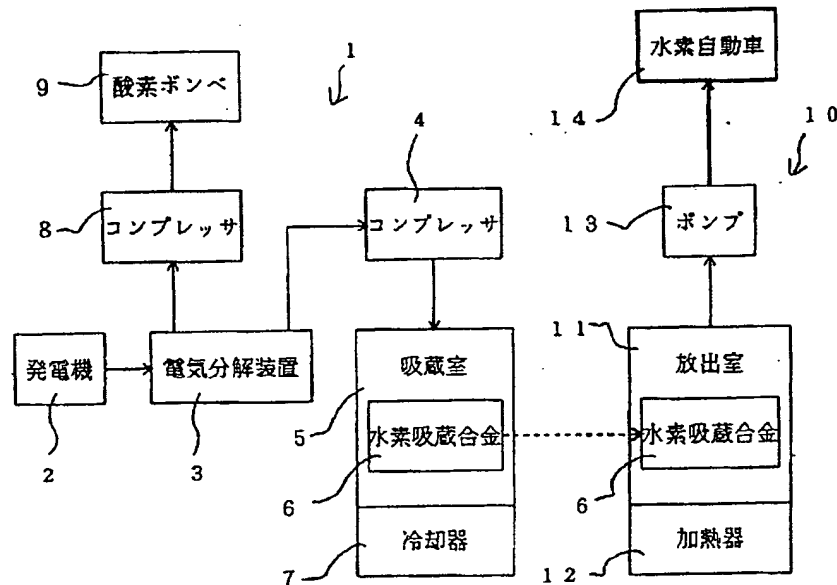 水素自動車
14
1
9
酸素ボンベ
10
4
8
コンプレッサ
コンプレッサ
13
ポンプ
11
発電機
電気分解装置
吸蔵室
放出室
2
3
5
水素吸蔵合金
水素吸蔵合金
6
6
7
冷却器
12
加熱器